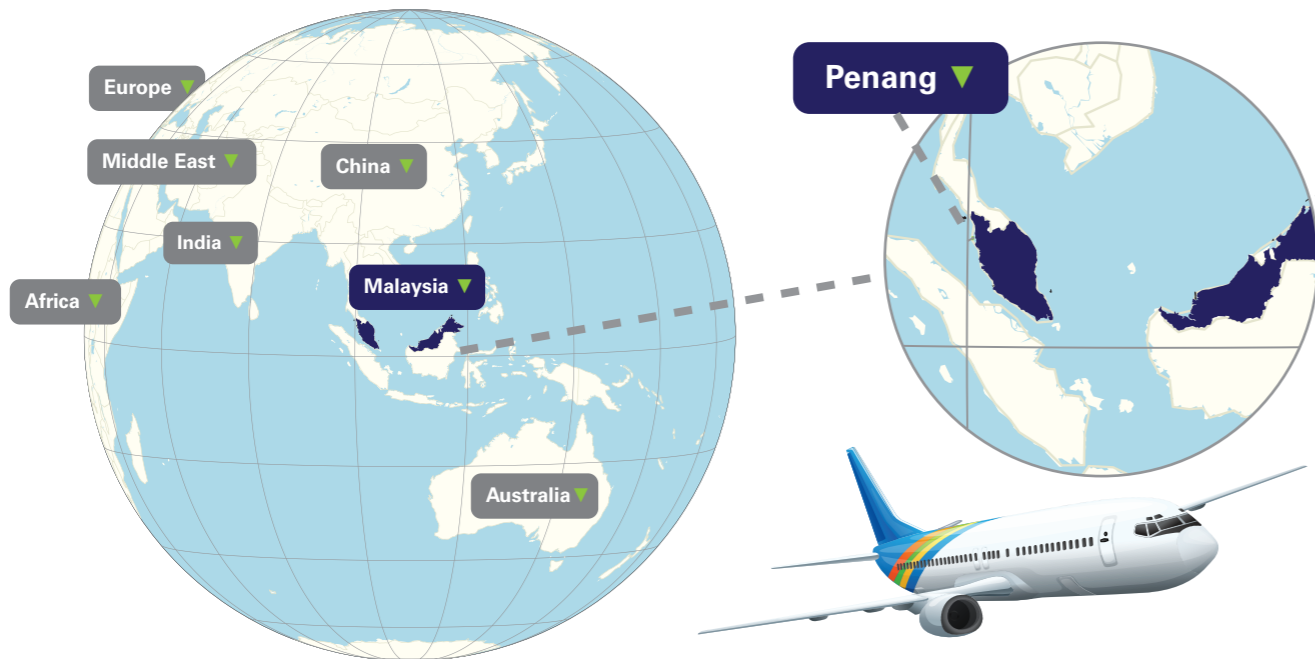 Europe
Penang
Middle East
China
India
Malaysia
Africa
Australia